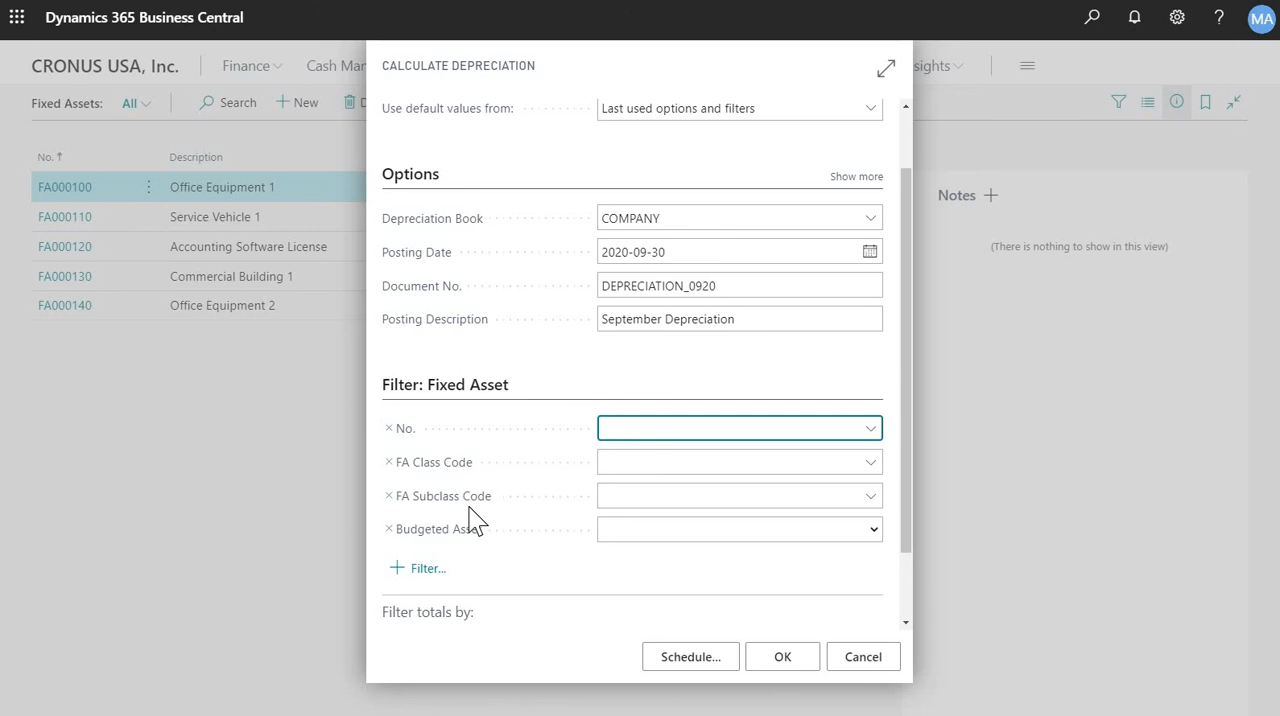 Dynamics 365 Business Central
MA
CRONUS USA, Inc.
Finance
Cash Mar
sights
Fixed Assets: All
Search
New
D
No. ↑
Description
FA000100
Office Equipment 1
FA000110
Service Vehicle 1
FA000120
Accounting Software License
FA000130
Commercial Building 1
FA000140
Office Equipment 2
CALCULATE DEPRECIATION
Use default values from:
Last used options and filters
Options
Show more
Depreciation Book
COMPANY
Posting Date
2020-09-30
Document No.
DEPRECIATION_0920
Posting Description
September Depreciation
Filter: Fixed Asset
× No.
× FA Class Code
× FA Subclass Code
× Budgeted Asse
+ Filter...
Filter totals by:
Schedule...
OK
Cancel
Notes
(There is nothing to show in this view)